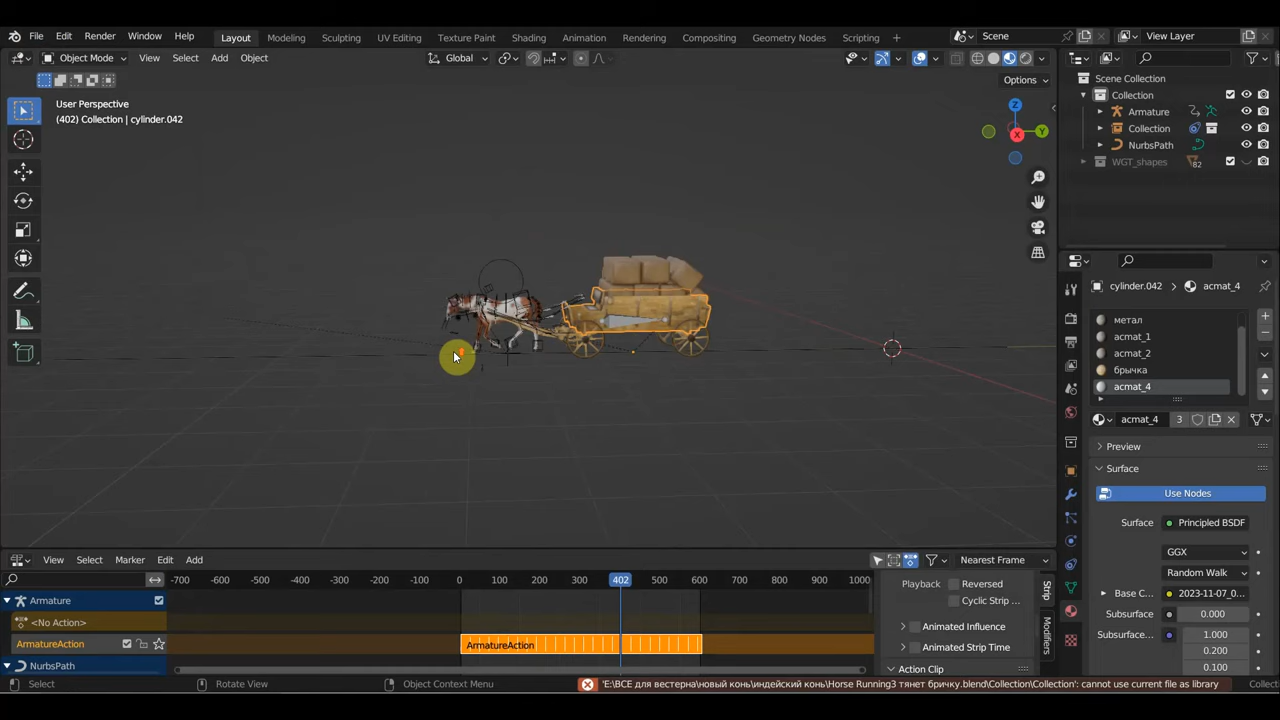 File Edit Render Window Help Layout Modeling Sculpting UV Editing Texture Paint Shading Animation Rendering Compositing Geometry Nodes Scripting + Scene View Layer
Object Mode View Select Add Object Global
Options
User Perspective
(402) Collection | cylinder.042
Z
Y
X
Scene Collection
Collection
Armature
Collection
NurbsPath
WGT_shapes 82
cylinder.042 > acmat_4
метал
acmat_1
acmat_2
брычка
acmat_4
acmat_4 3
Preview
Surface
Use Nodes
Surface Principled BSDF
GGX
Random Walk
Base C... 2023-11-07_0...
Subsurface 0.000
Subsurface... 1.000
0.200
0.100
View Select Marker Edit Add Nearest Frame
-700 -600 -500 -400 -300 -200 -100 0 100 200 300 402 500 600 700 800 900 1000
Armature
<No Action>
ArmatureAction
ArmatureAction
NurbsPath
Playback Reversed
Cyclic Strip ...
Animated Influence
Animated Strip Time
Action Clip
Strip
Modifiers
Select Rotate View Object Context Menu 'E:\ВСЕ для вестерна\новый конь\индейский конь\Horse Running3 тянет бричку.blend\Collection\Collection': cannot use current file as library Collect